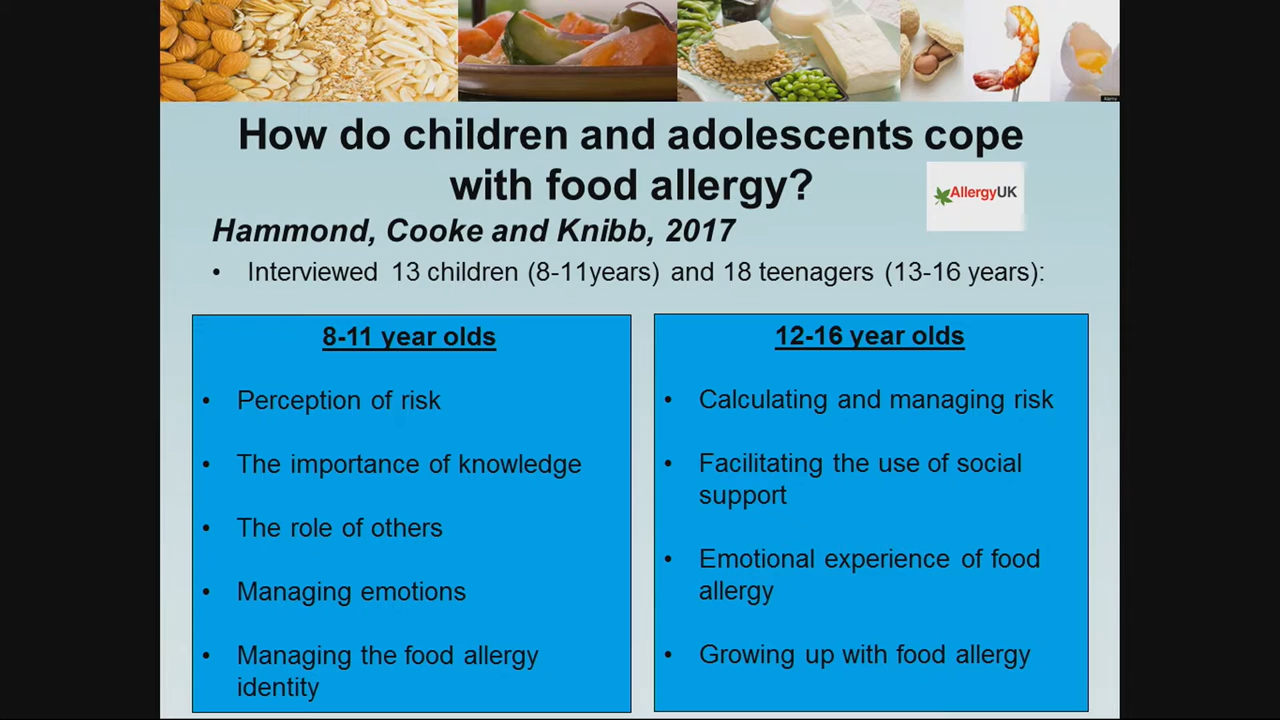 How do children and adolescents cope
with food allergy?
AllergyUK
Hammond, Cooke and Knibb, 2017
• Interviewed 13 children (8-11years) and 18 teenagers (13-16 years):
8-11 year olds
• Perception of risk
• The importance of knowledge
• The role of others
• Managing emotions
• Managing the food allergy
identity
12-16 year olds
• Calculating and managing risk
• Facilitating the use of social
support
• Emotional experience of food
allergy
• Growing up with food allergy